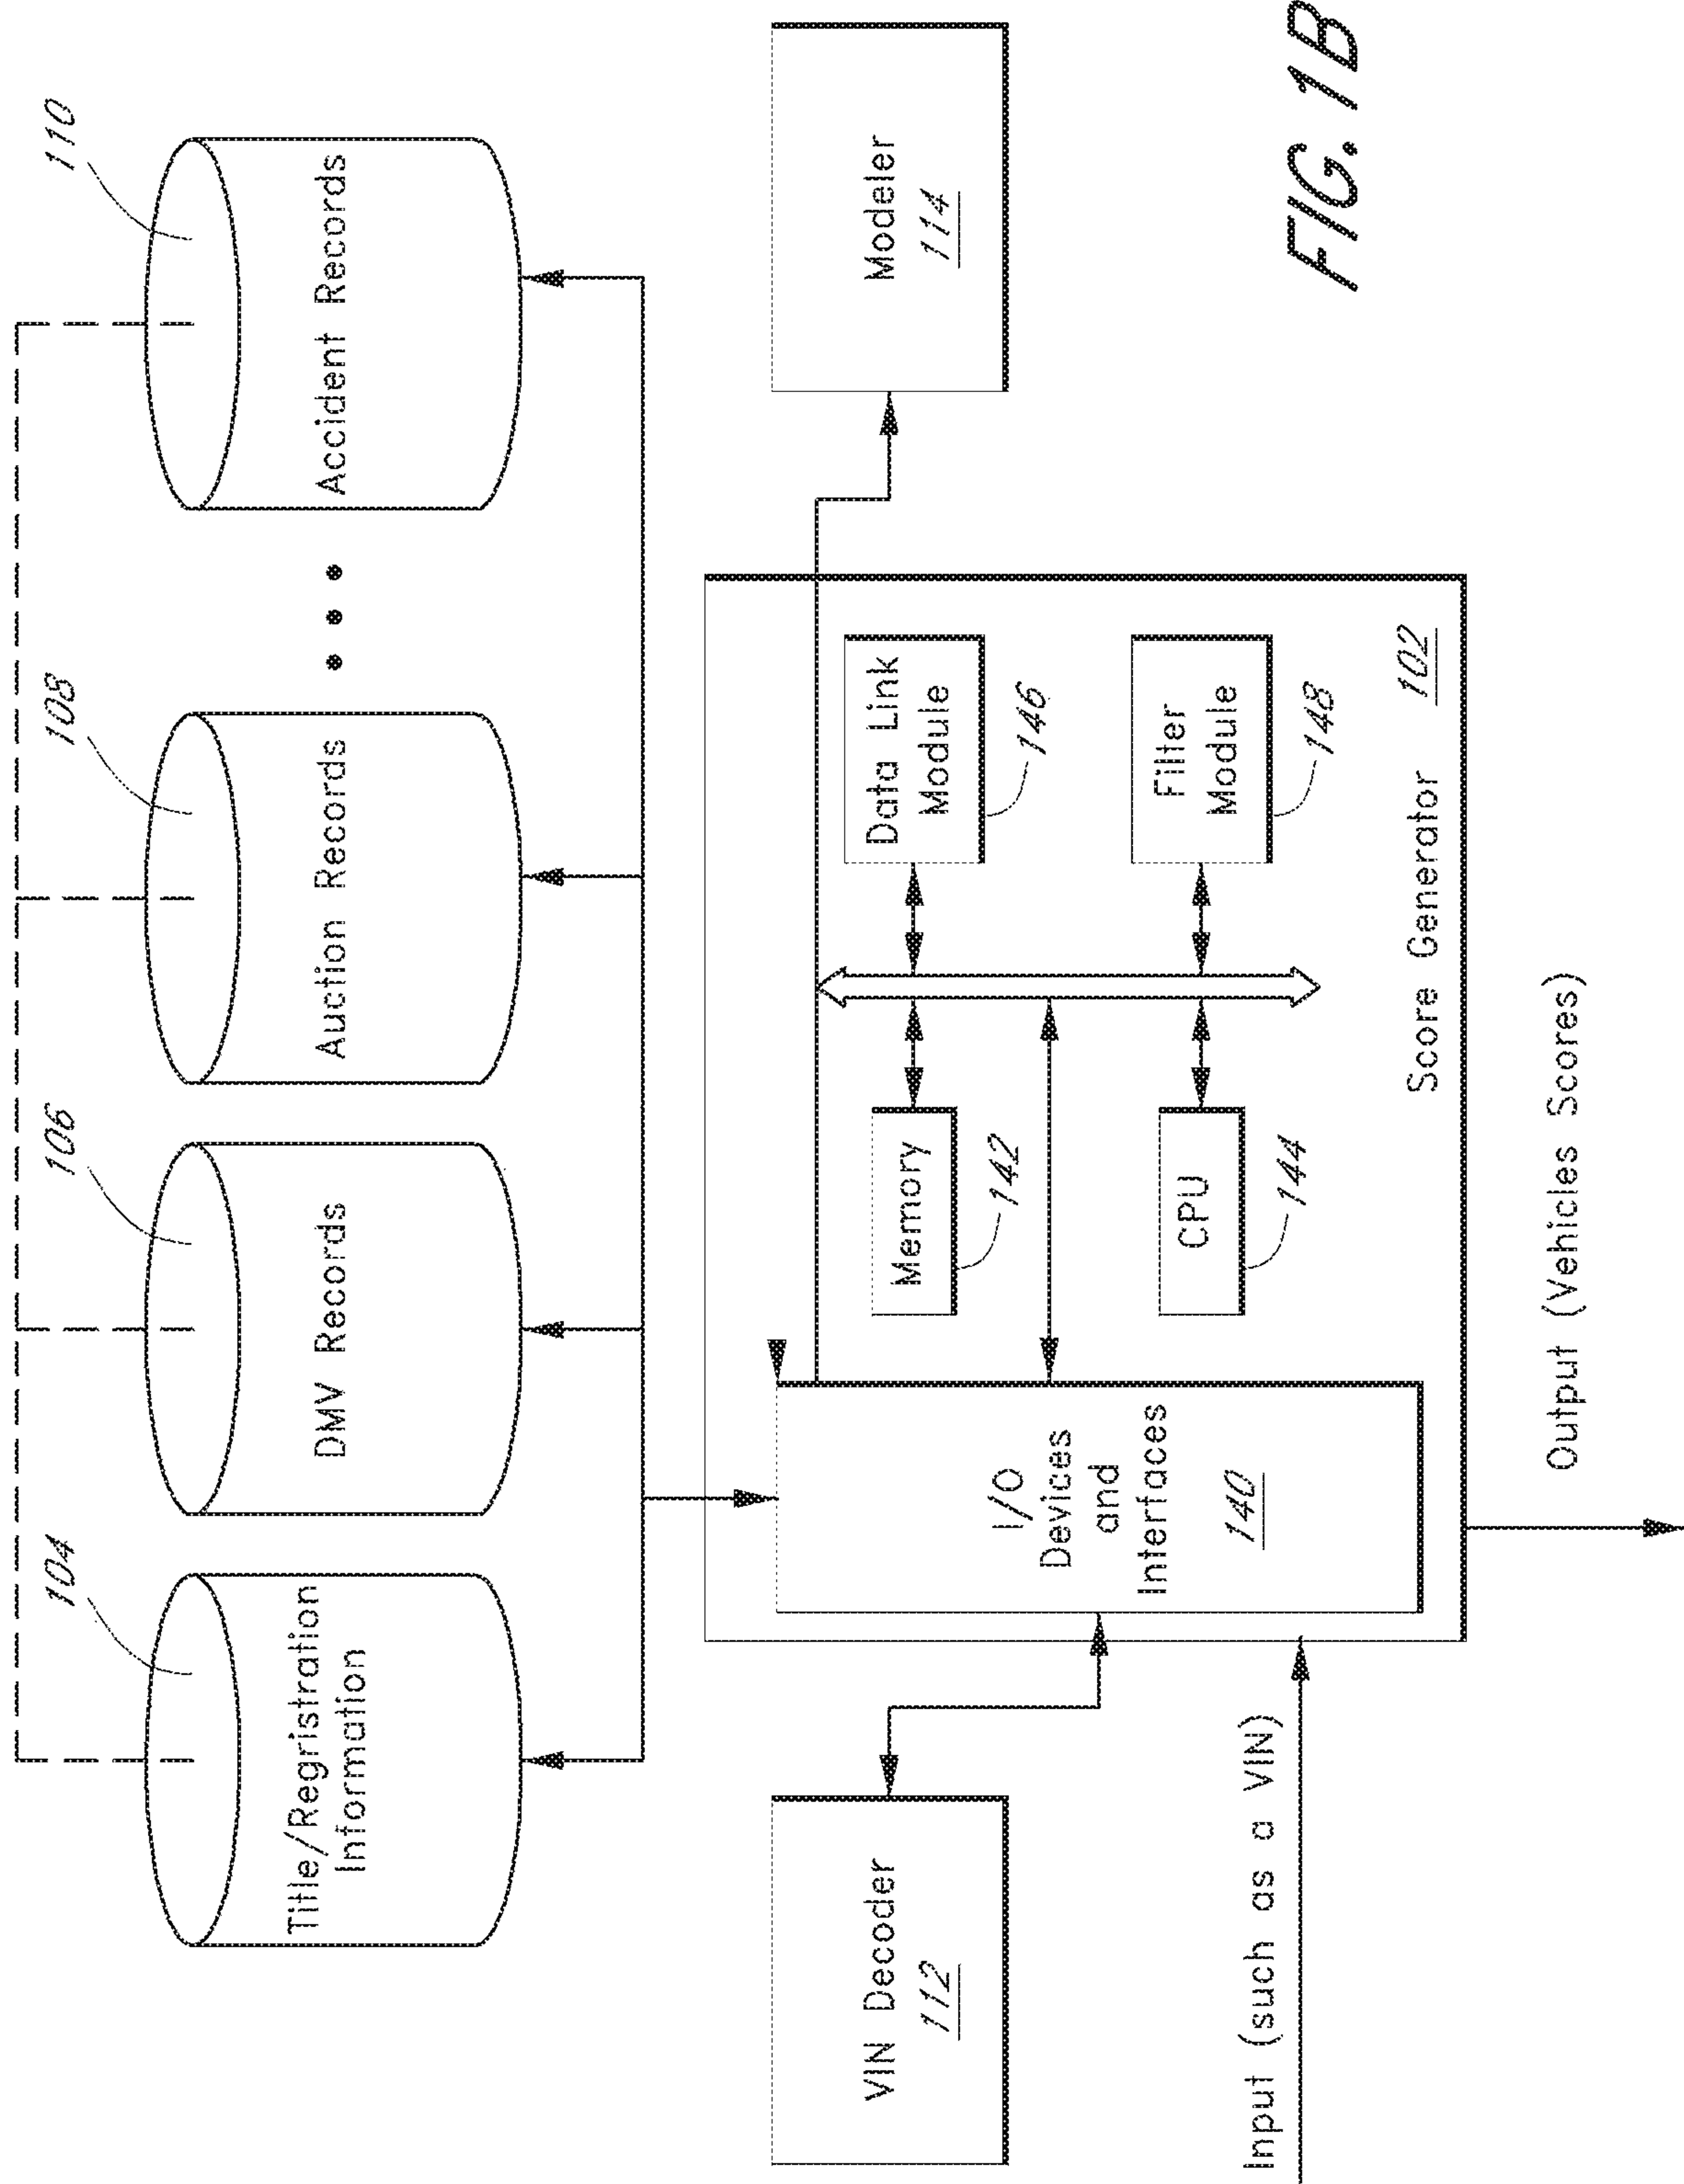 104
106
108
110
Title/Regristration
Information
DMV Records
Auction Records
Accident Records
VIN Decoder
112
Modeler
114
I/O
Devices
and
Interfaces
140
Memory
142
Data Link
Module
146
CPU
144
Filter
Module
148
Score Generator
102
Input (such as a VIN)
Output (Vehicles Scores)
FIG. 1B